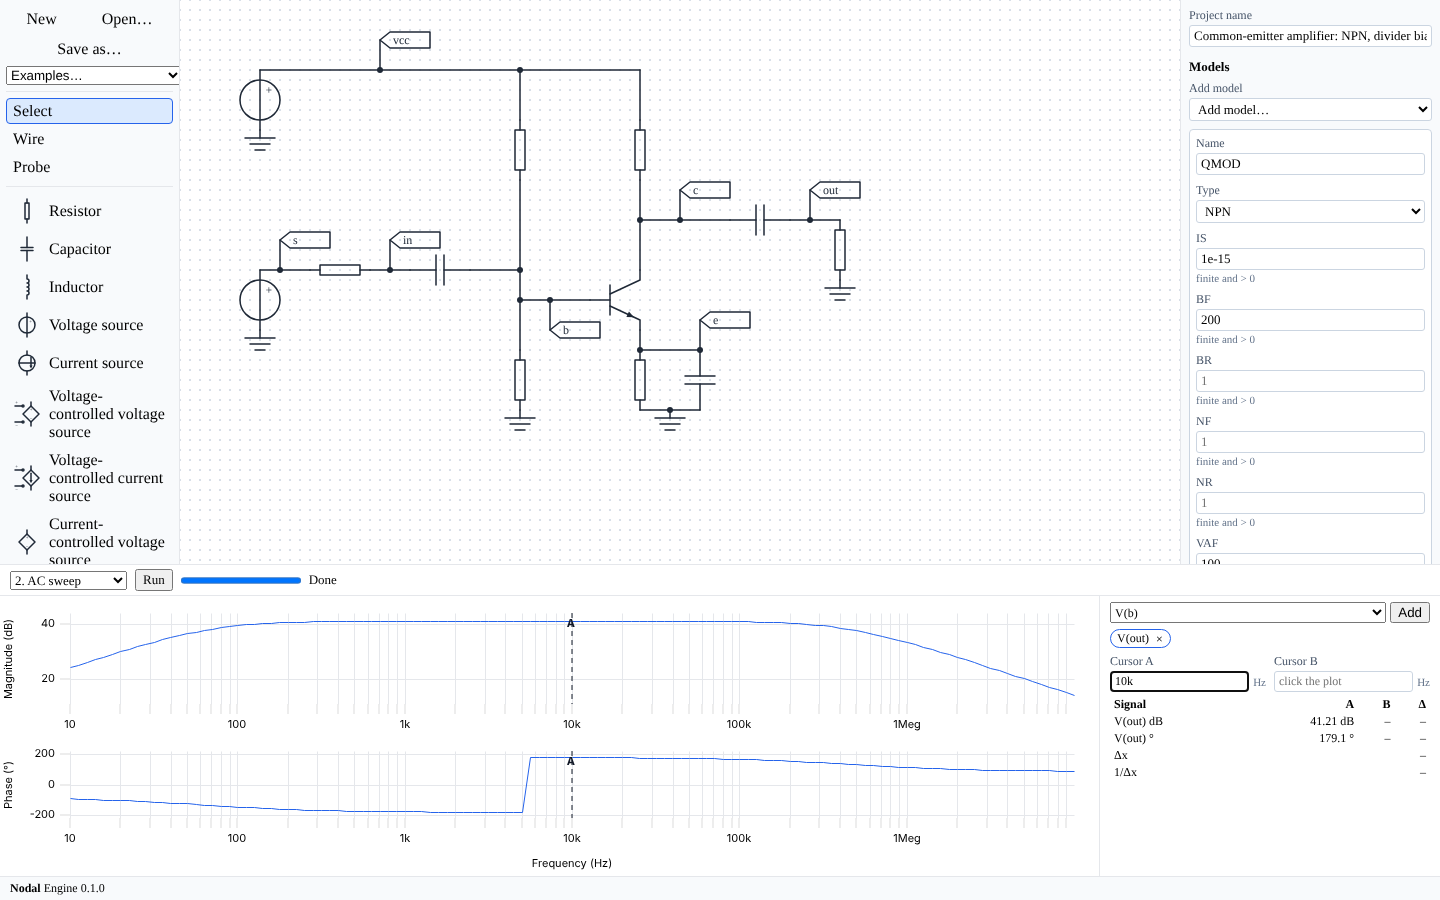 New
Open…
Save as…
Examples…
Select
Wire
Probe
Resistor
Capacitor
Inductor
Voltage source
Current source
Voltage-
controlled voltage
source
Voltage-
controlled current
source
Current-
controlled voltage
source
vcc
+
s
in
+
b
c
out
e
Project name
Common-emitter amplifier: NPN, divider bia
Models
Add model
Add model…
Name
QMOD
Type
NPN
IS
1e-15
finite and > 0
BF
200
finite and > 0
BR
1
finite and > 0
NF
1
finite and > 0
NR
1
finite and > 0
VAF
100
2. AC sweep
Run
Done
Magnitude (dB)
40
20
A
10
100
1k
10k
100k
1Meg
Phase (°)
200
0
-200
A
10
100
1k
10k
100k
1Meg
Frequency (Hz)
V(b)
Add
V(out) ×
Cursor A
Cursor B
10k
Hz
click the plot
Hz
Signal A B Δ
V(out) dB 41.21 dB – –
V(out) ° 179.1 ° – –
Δx –
1/Δx –
Nodal Engine 0.1.0